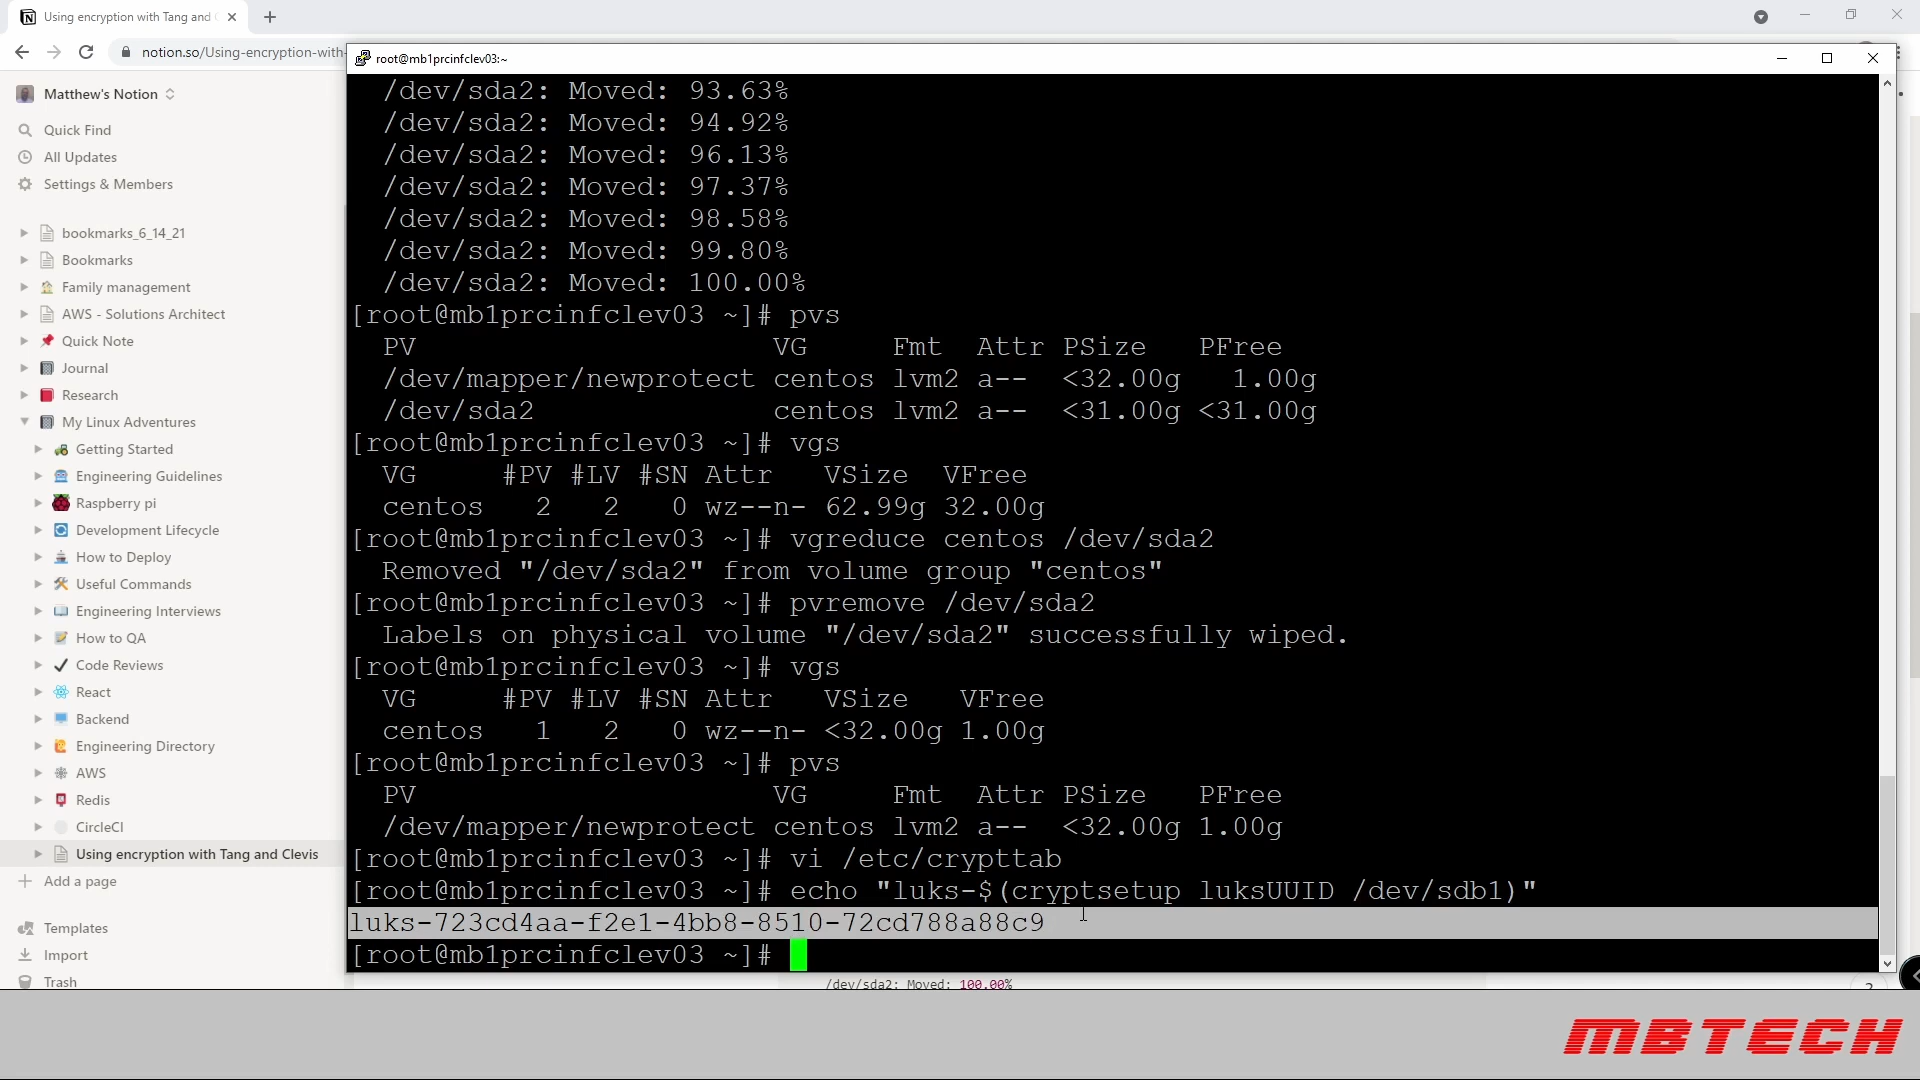 Using encryption with Tang and C
notion.so/Using-encryption-with-
Matthew's Notion
Quick Find
All Updates
Settings & Members
bookmarks_6_14_21
Bookmarks
Family management
AWS - Solutions Architect
Quick Note
Journal
Research
My Linux Adventures
Getting Started
Engineering Guidelines
Raspberry pi
Development Lifecycle
How to Deploy
Useful Commands
Engineering Interviews
How to QA
Code Reviews
React
Backend
Engineering Directory
AWS
Redis
CircleCI
Using encryption with Tang and Clevis
Add a page
Templates
Import
Trash
root@mb1prcinfclev03:~
/dev/sda2: Moved: 93.63%
/dev/sda2: Moved: 94.92%
/dev/sda2: Moved: 96.13%
/dev/sda2: Moved: 97.37%
/dev/sda2: Moved: 98.58%
/dev/sda2: Moved: 99.80%
/dev/sda2: Moved: 100.00%
[root@mb1prcinfclev03 ~]# pvs
PV VG Fmt Attr PSize PFree
/dev/mapper/newprotect centos lvm2 a-- <32.00g 1.00g
/dev/sda2 centos lvm2 a-- <31.00g <31.00g
[root@mb1prcinfclev03 ~]# vgs
VG #PV #LV #SN Attr VSize VFree
centos 2 2 0 wz--n- 62.99g 32.00g
[root@mb1prcinfclev03 ~]# vgreduce centos /dev/sda2
Removed "/dev/sda2" from volume group "centos"
[root@mb1prcinfclev03 ~]# pvremove /dev/sda2
Labels on physical volume "/dev/sda2" successfully wiped.
[root@mb1prcinfclev03 ~]# vgs
VG #PV #LV #SN Attr VSize VFree
centos 1 2 0 wz--n- <32.00g 1.00g
[root@mb1prcinfclev03 ~]# pvs
PV VG Fmt Attr PSize PFree
/dev/mapper/newprotect centos lvm2 a-- <32.00g 1.00g
[root@mb1prcinfclev03 ~]# vi /etc/crypttab
[root@mb1prcinfclev03 ~]# echo "luks-$(cryptsetup luksUUID /dev/sdb1)"
luks-723cd4aa-f2e1-4bb8-8510-72cd788a88c9
[root@mb1prcinfclev03 ~]#
/dev/sda2: Moved: 100.00%
MBTECH